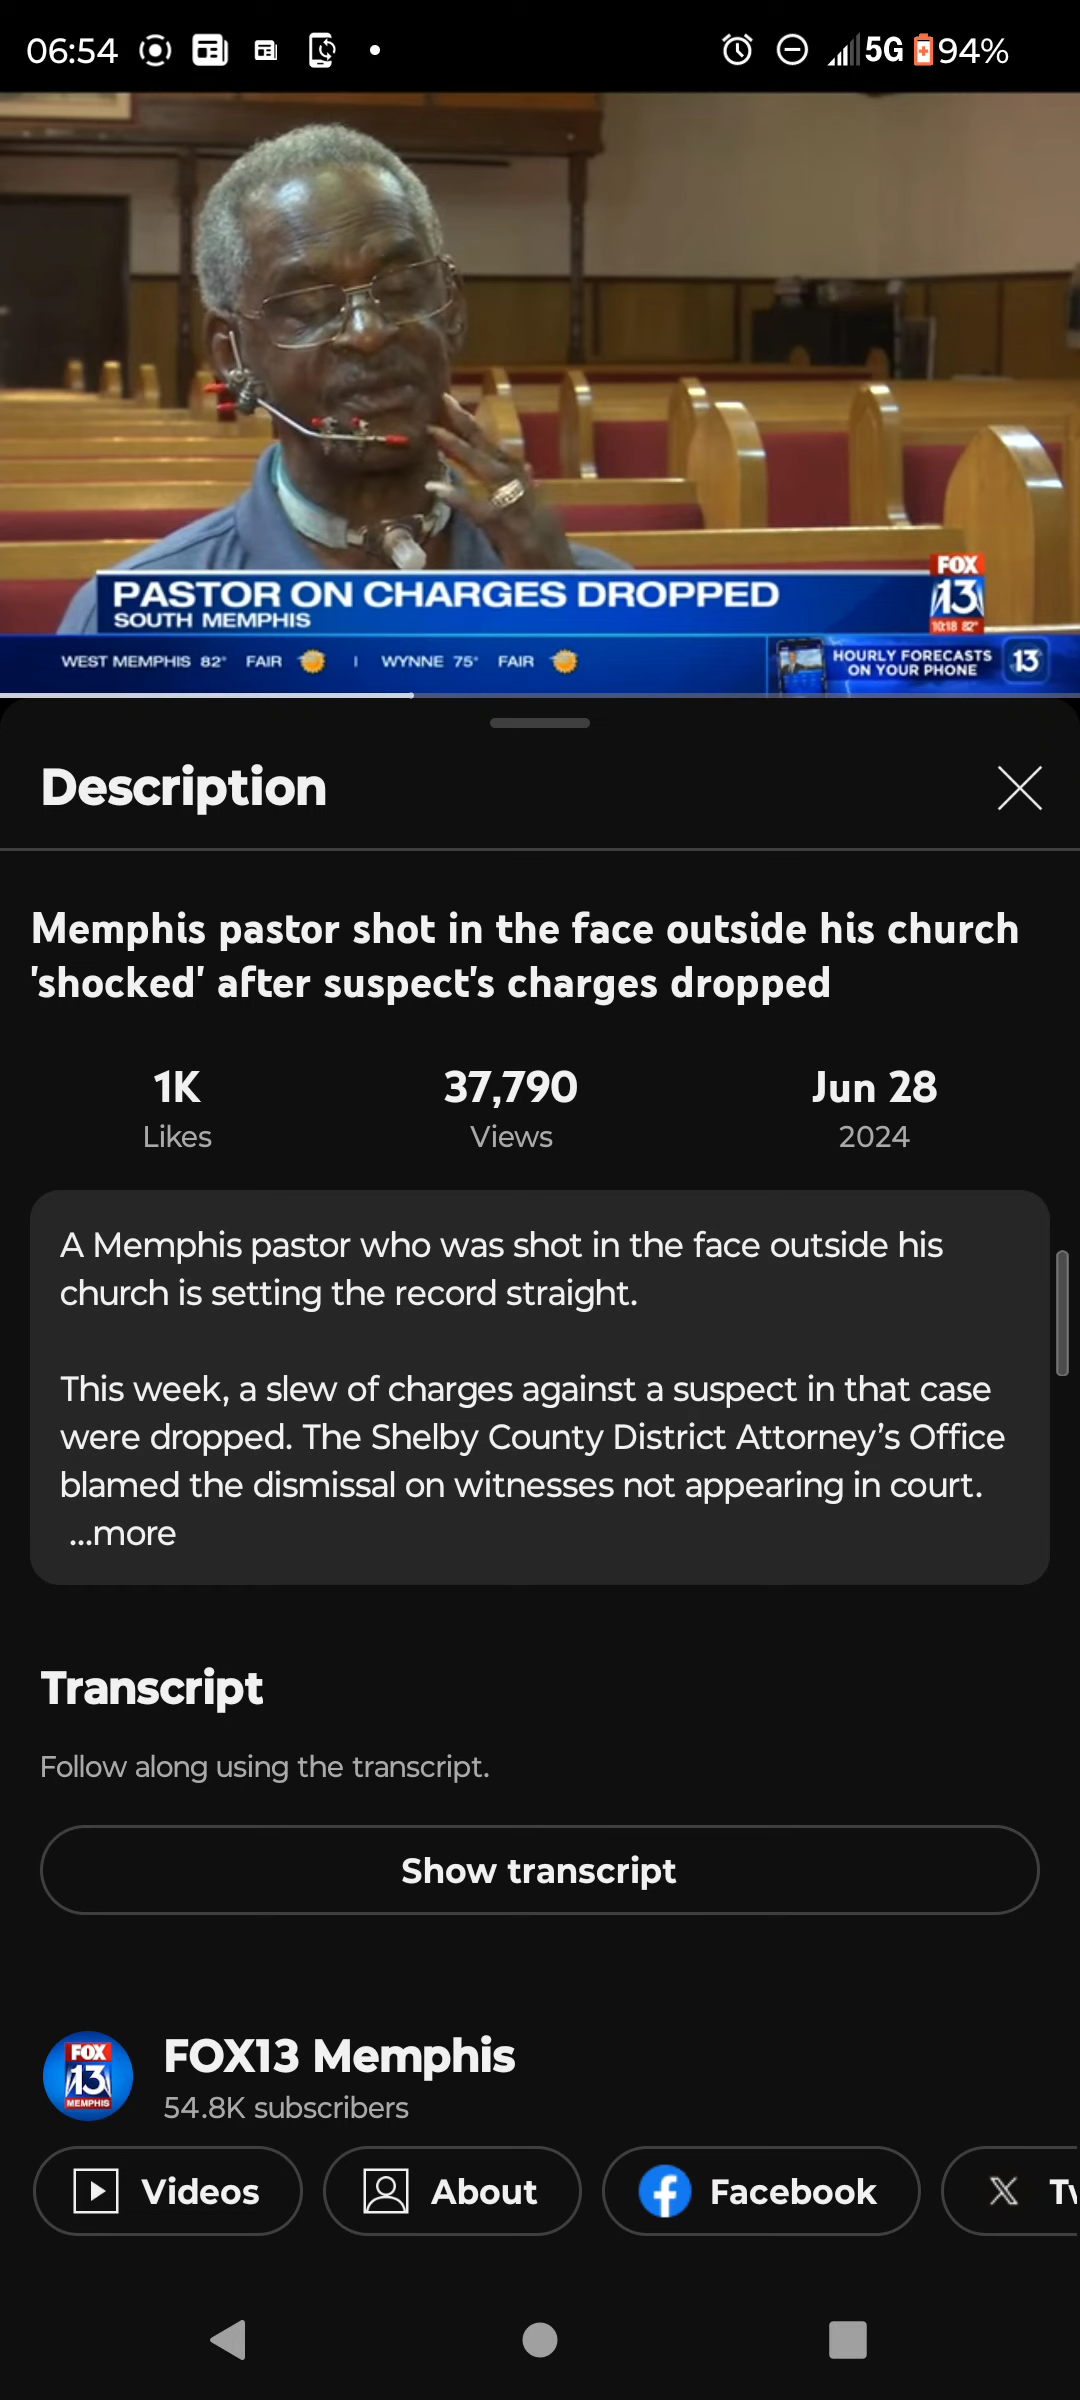 06:54
5G 94%
PASTOR ON CHARGES DROPPED
SOUTH MEMPHIS
FOX
13
10:18 82°
WEST MEMPHIS 82° FAIR | WYNNE 75° FAIR
HOURLY FORECASTS
ON YOUR PHONE
13
Description
Memphis pastor shot in the face outside his church
'shocked' after suspect's charges dropped
1K 37,790 Jun 28
Likes Views 2024
A Memphis pastor who was shot in the face outside his
church is setting the record straight.
This week, a slew of charges against a suspect in that case
were dropped. The Shelby County District Attorney’s Office
blamed the dismissal on witnesses not appearing in court.
...more
Transcript
Follow along using the transcript.
Show transcript
FOX
13
MEMPHIS
FOX13 Memphis
54.8K subscribers
Videos About Facebook X Tw